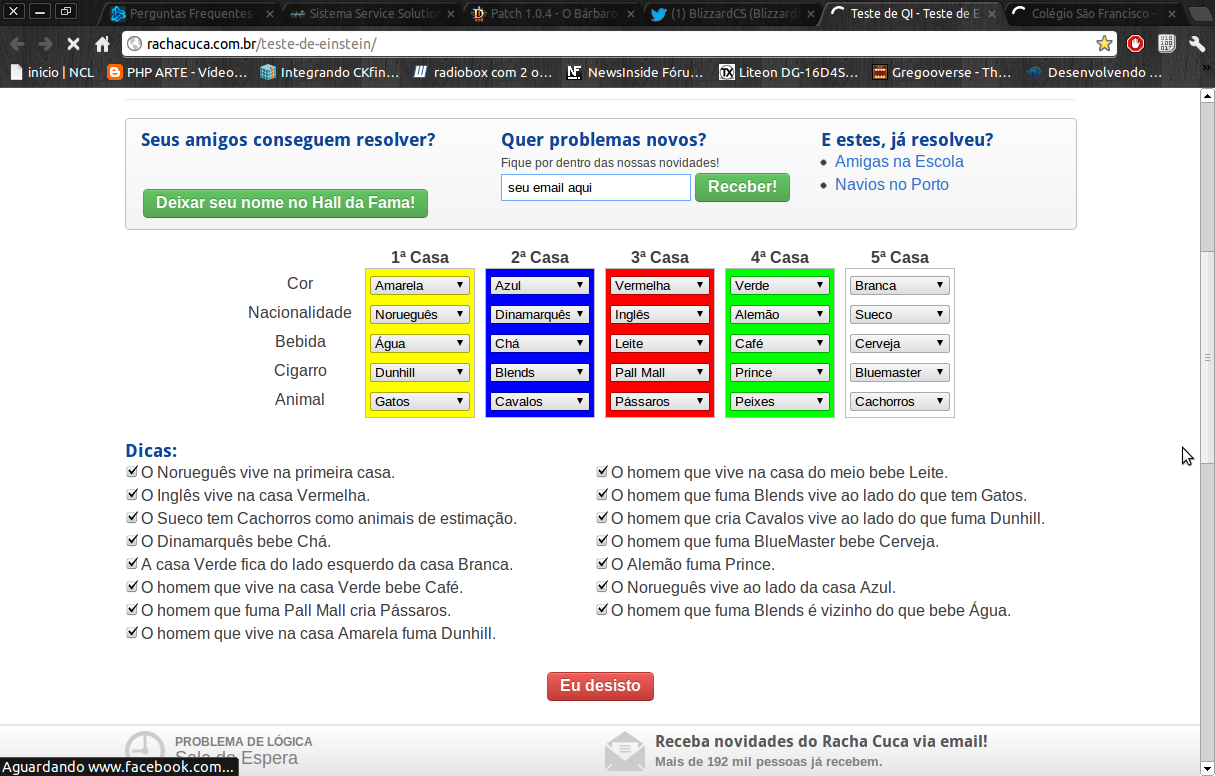 Perguntas Frequentes
Sistema Service Solution
Patch 1.0.4 - O Bárbaro
(1) BlizzardCS (Blizzard
Teste de QI - Teste de E
Colégio São Francisco -
rachacuca.com.br/teste-de-einstein/
inicio | NCL
PHP ARTE - Vídeo...
Integrando CKfin...
radiobox com 2 o...
NewsInside Fóru...
Liteon DG-16D4S...
Gregooverse - Th...
Desenvolvendo ...
Seus amigos conseguem resolver?
Deixar seu nome no Hall da Fama!
Quer problemas novos?
Fique por dentro das nossas novidades!
seu email aqui Receber!
E estes, já resolveu?
Amigas na Escola
Navios no Porto
1ª Casa 2ª Casa 3ª Casa 4ª Casa 5ª Casa
Cor Amarela Azul Vermelha Verde Branca
Nacionalidade Norueguês Dinamarquês Inglês Alemão Sueco
Bebida Água Chá Leite Café Cerveja
Cigarro Dunhill Blends Pall Mall Prince Bluemaster
Animal Gatos Cavalos Pássaros Peixes Cachorros
Dicas:
O Norueguês vive na primeira casa.
O Inglês vive na casa Vermelha.
O Sueco tem Cachorros como animais de estimação.
O Dinamarquês bebe Chá.
A casa Verde fica do lado esquerdo da casa Branca.
O homem que vive na casa Verde bebe Café.
O homem que fuma Pall Mall cria Pássaros.
O homem que vive na casa Amarela fuma Dunhill.
O homem que vive na casa do meio bebe Leite.
O homem que fuma Blends vive ao lado do que tem Gatos.
O homem que cria Cavalos vive ao lado do que fuma Dunhill.
O homem que fuma BlueMaster bebe Cerveja.
O Alemão fuma Prince.
O Norueguês vive ao lado da casa Azul.
O homem que fuma Blends é vizinho do que bebe Água.
Eu desisto
PROBLEMA DE LÓGICA
Sala de Espera
Receba novidades do Racha Cuca via email!
Mais de 192 mil pessoas já recebem.
Aguardando www.facebook.com...